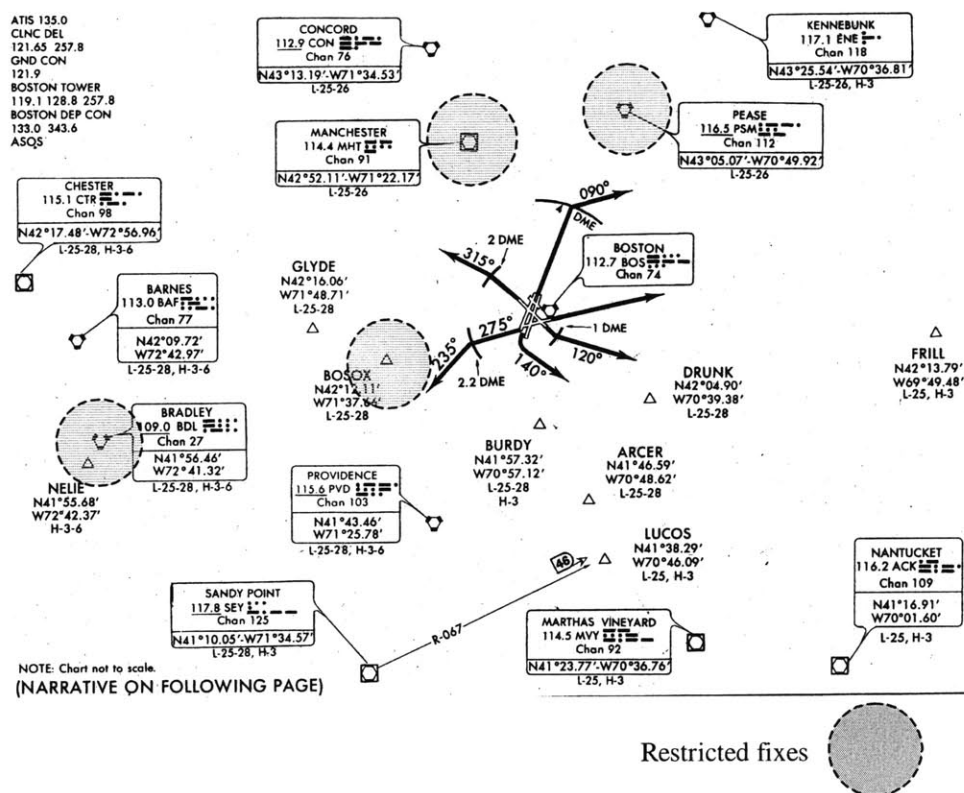 ATIS 135.0
CLNC DEL
121.65 257.8
GND CON
121.9
BOSTON TOWER
119.1 128.8 257.8
BOSTON DEP CON
133.0 343.6
ASOS
CONCORD
112.9 CON
Chan 76
N43°13.19'-W71°34.53'
L-25-26
KENNEBUNK
117.1 ENE
Chan 118
N43°25.54'-W70°36.81'
L-25-26, H-3
MANCHESTER
114.4 MHT
Chan 91
N42°52.11'-W71°22.17'
L-25-26
PEASE
116.5 PSM
Chan 112
N43°05.07'-W70°49.92'
L-25-26
CHESTER
115.1 CTR
Chan 98
N42°17.48'-W72°56.96'
L-25-28, H-3-6
090°
4 DME
2 DME
315°
BOSTON
112.7 BOS
Chan 74
GLYDE
N42°16.06'
W71°48.71'
L-25-28
BARNES
113.0 BAF
Chan 77
N42°09.72'
W72°42.97'
L-25-28, H-3-6
275°
235°
2.2 DME
1 DME
120°
140°
FRILL
N42°13.79'
W69°49.48'
L-25, H-3
BOSOX
N42°12.11'
W71°37.64'
L-25-28
DRUNK
N42°04.90'
W70°39.38'
L-25-28
BRADLEY
109.0 BDL
Chan 27
N41°56.46'
W72°41.32'
L-25-28, H-3-6
BURDY
N41°57.32'
W70°57.12'
L-25-28
H-3
ARCER
N41°46.59'
W70°48.62'
L-25-28
NELIE
N41°55.68'
W72°42.37'
H-3-6
PROVIDENCE
115.6 PVD
Chan 103
N41°43.46'
W71°25.78'
L-25-28, H-3-6
LUCOS
N41°38.29'
W70°46.09'
L-25, H-3
46
NANTUCKET
116.2 ACK
Chan 109
N41°16.91'
W70°01.60'
L-25, H-3
SANDY POINT
117.8 SEY
Chan 125
N41°10.05'-W71°34.57'
L-25-28, H-3
R-067
MARTHAS VINEYARD
114.5 MVY
Chan 92
N41°23.77'-W70°36.76'
L-25, H-3
NOTE: Chart not to scale.
(NARRATIVE ON FOLLOWING PAGE)
Restricted fixes